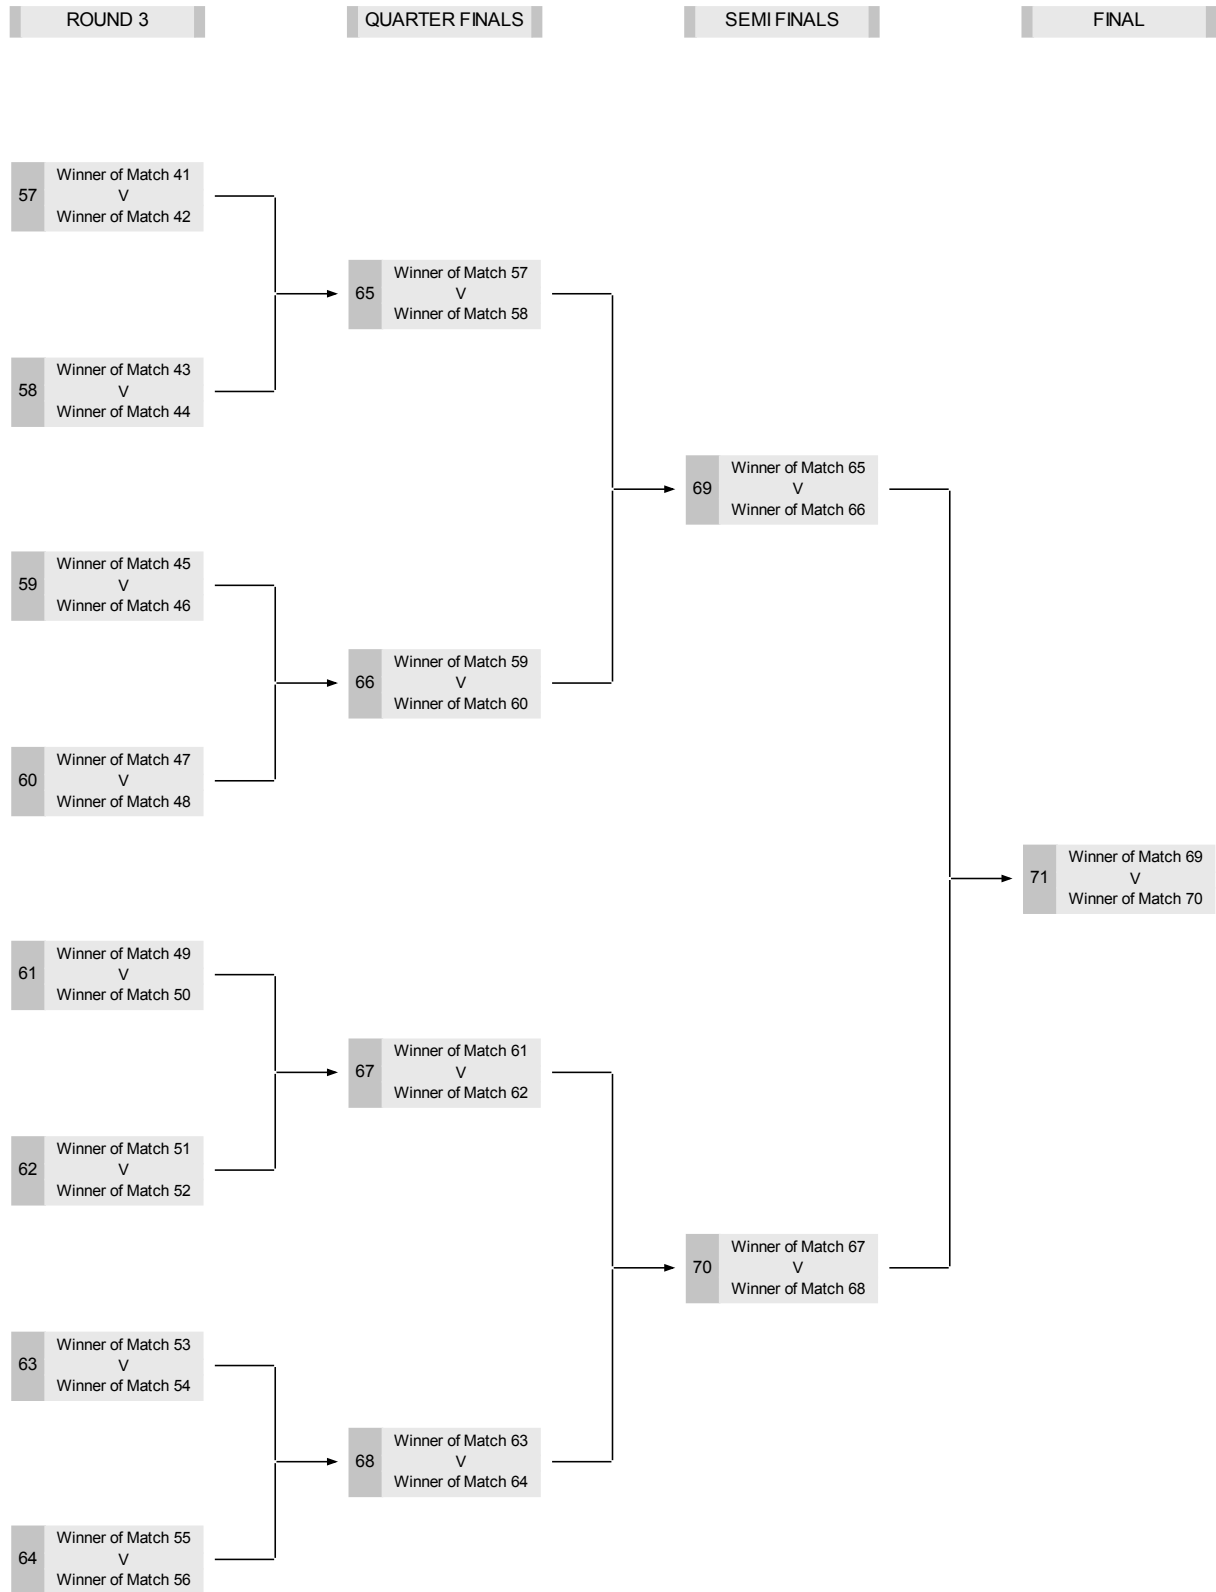 ROUND 3
QUARTER FINALS
SEMI FINALS
FINAL
57
Winner of Match 41
V
Winner of Match 42
58
Winner of Match 43
V
Winner of Match 44
59
Winner of Match 45
V
Winner of Match 46
60
Winner of Match 47
V
Winner of Match 48
61
Winner of Match 49
V
Winner of Match 50
62
Winner of Match 51
V
Winner of Match 52
63
Winner of Match 53
V
Winner of Match 54
64
Winner of Match 55
V
Winner of Match 56
65
Winner of Match 57
V
Winner of Match 58
66
Winner of Match 59
V
Winner of Match 60
67
Winner of Match 61
V
Winner of Match 62
68
Winner of Match 63
V
Winner of Match 64
69
Winner of Match 65
V
Winner of Match 66
70
Winner of Match 67
V
Winner of Match 68
71
Winner of Match 69
V
Winner of Match 70